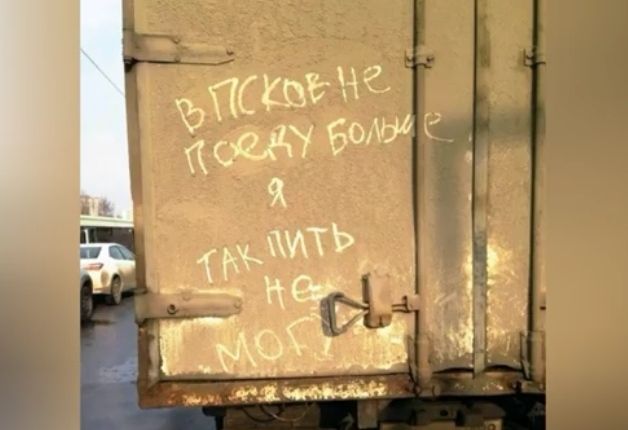 В ПСКОВ НЕ
ПОЕДУ БОЛЬШЕ
Я
ТАК ПИТЬ
НЕ
МОГУ